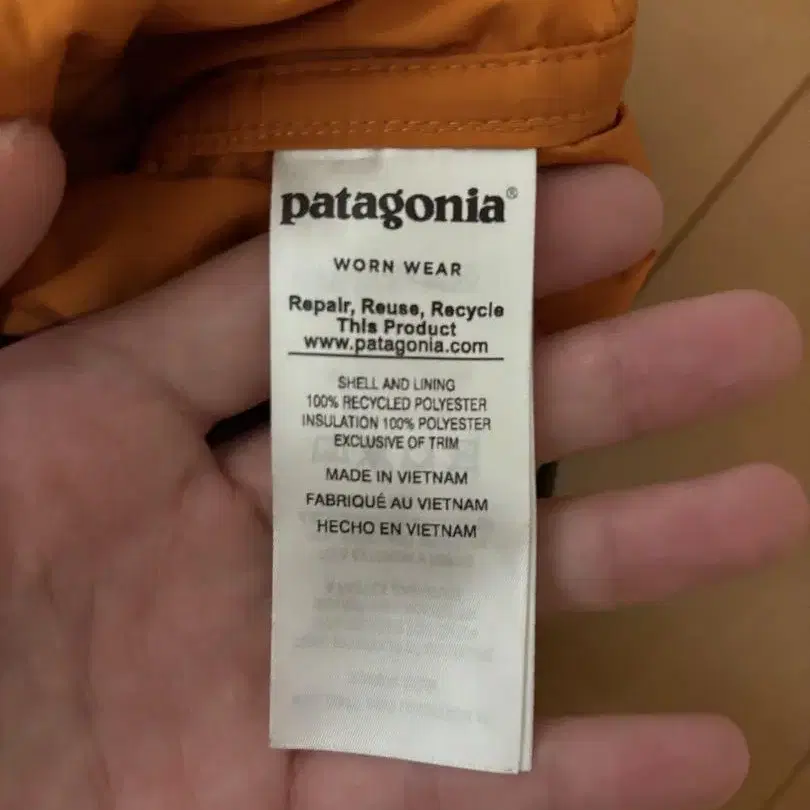 patagonia®
WORN WEAR
Repair, Reuse, Recycle
This Product
www.patagonia.com
SHELL AND LINING
100% RECYCLED POLYESTER
INSULATION 100% POLYESTER
EXCLUSIVE OF TRIM
MADE IN VIETNAM
FABRIQUÉ AU VIETNAM
HECHO EN VIETNAM